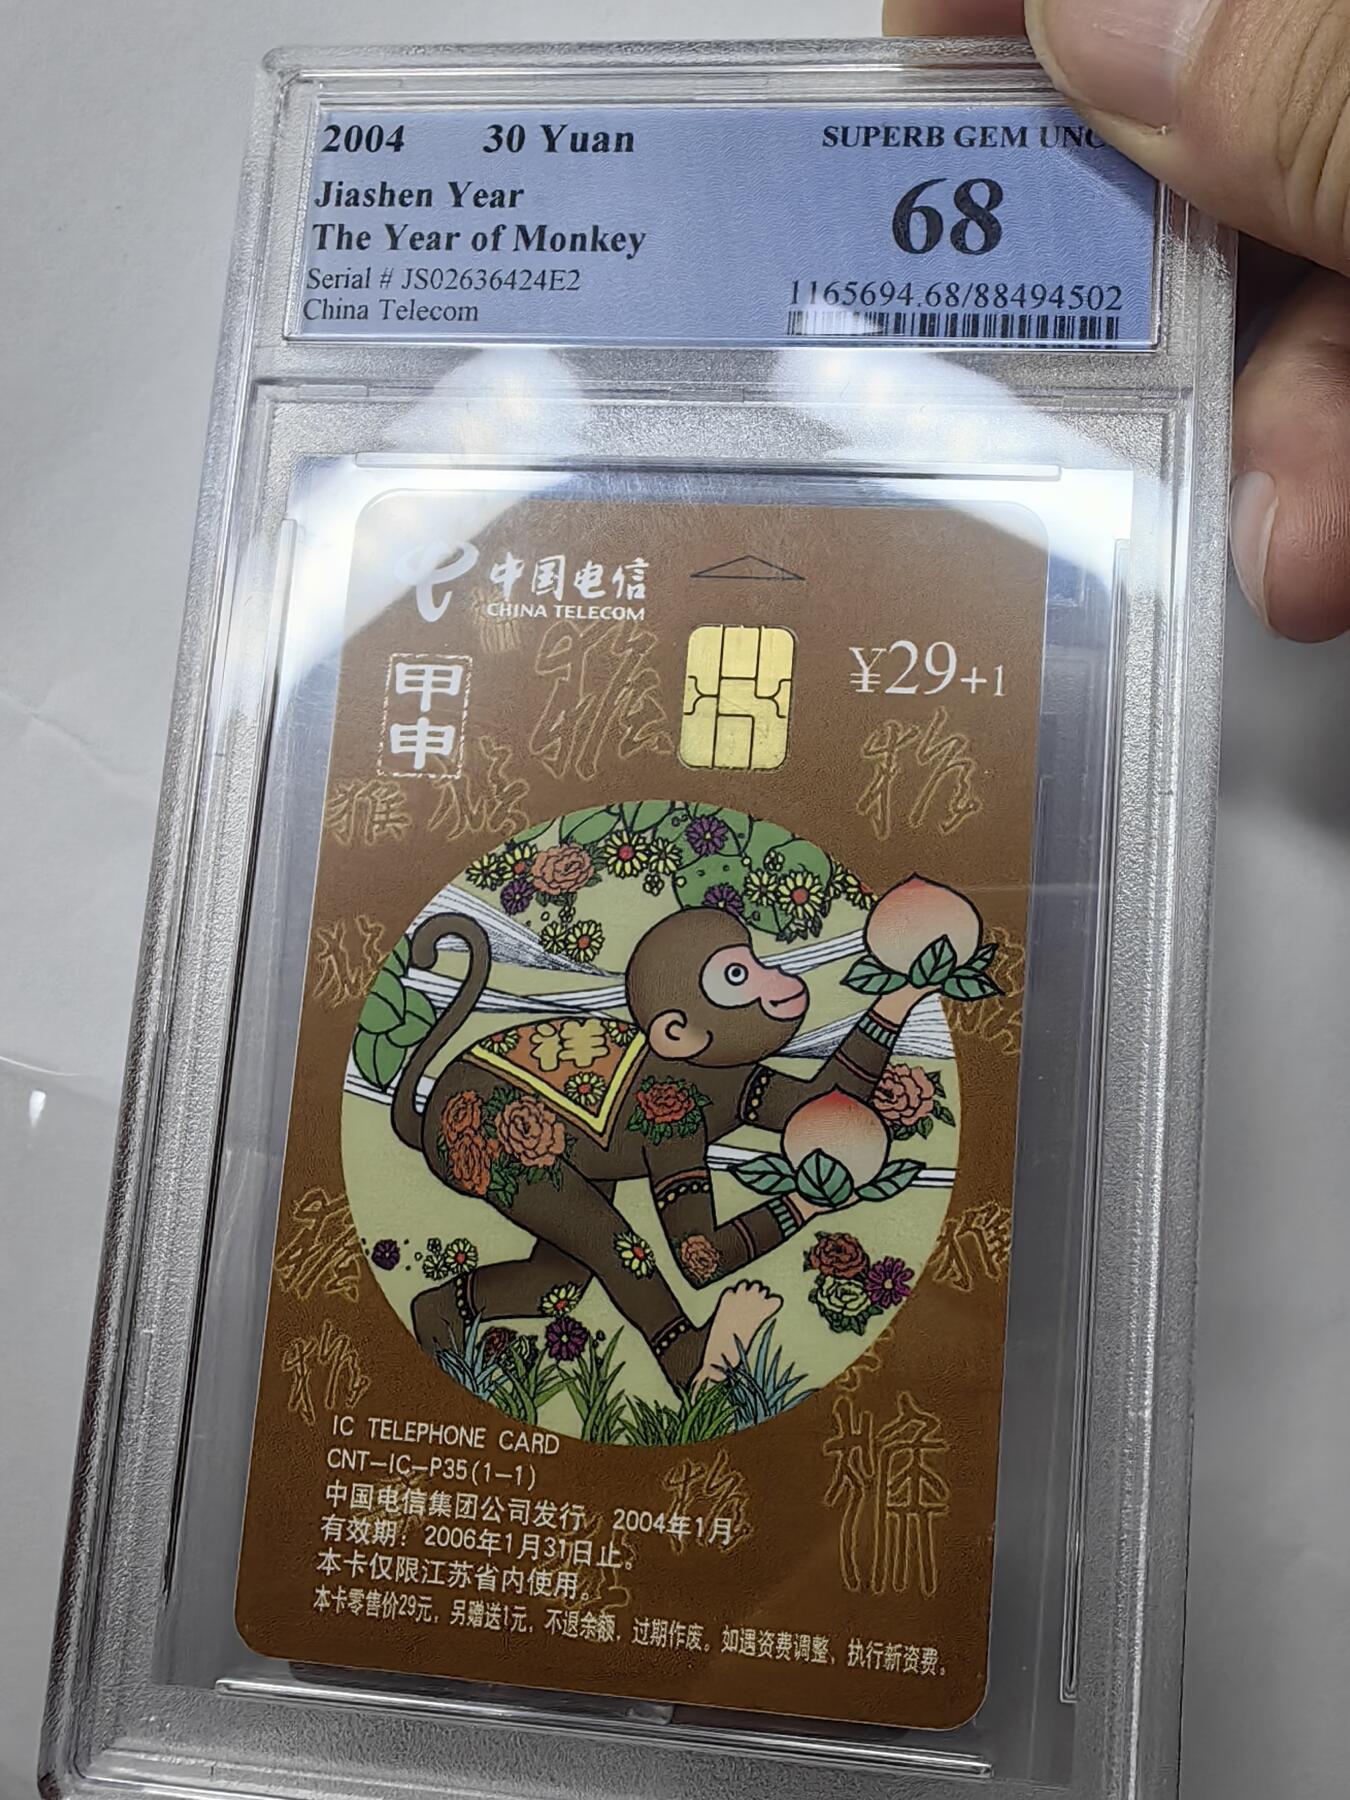 2004 30 Yuan SUPERB GEM UNC
Jiashen Year 68
The Year of Monkey
Serial # JS02636424E2 1165694.68/88494502
China Telecom
中国电信
CHINA TELECOM
¥29+1
甲申
猴
祥
IC TELEPHONE CARD
CNT-IC-P35(1-1)
中国电信集团公司发行 2004年1月
有效期：2006年1月31日止。
本卡仅限江苏省内使用。
本卡零售价29元，另赠送1元，不退余额，过期作废。如遇资费调整，执行新资费。